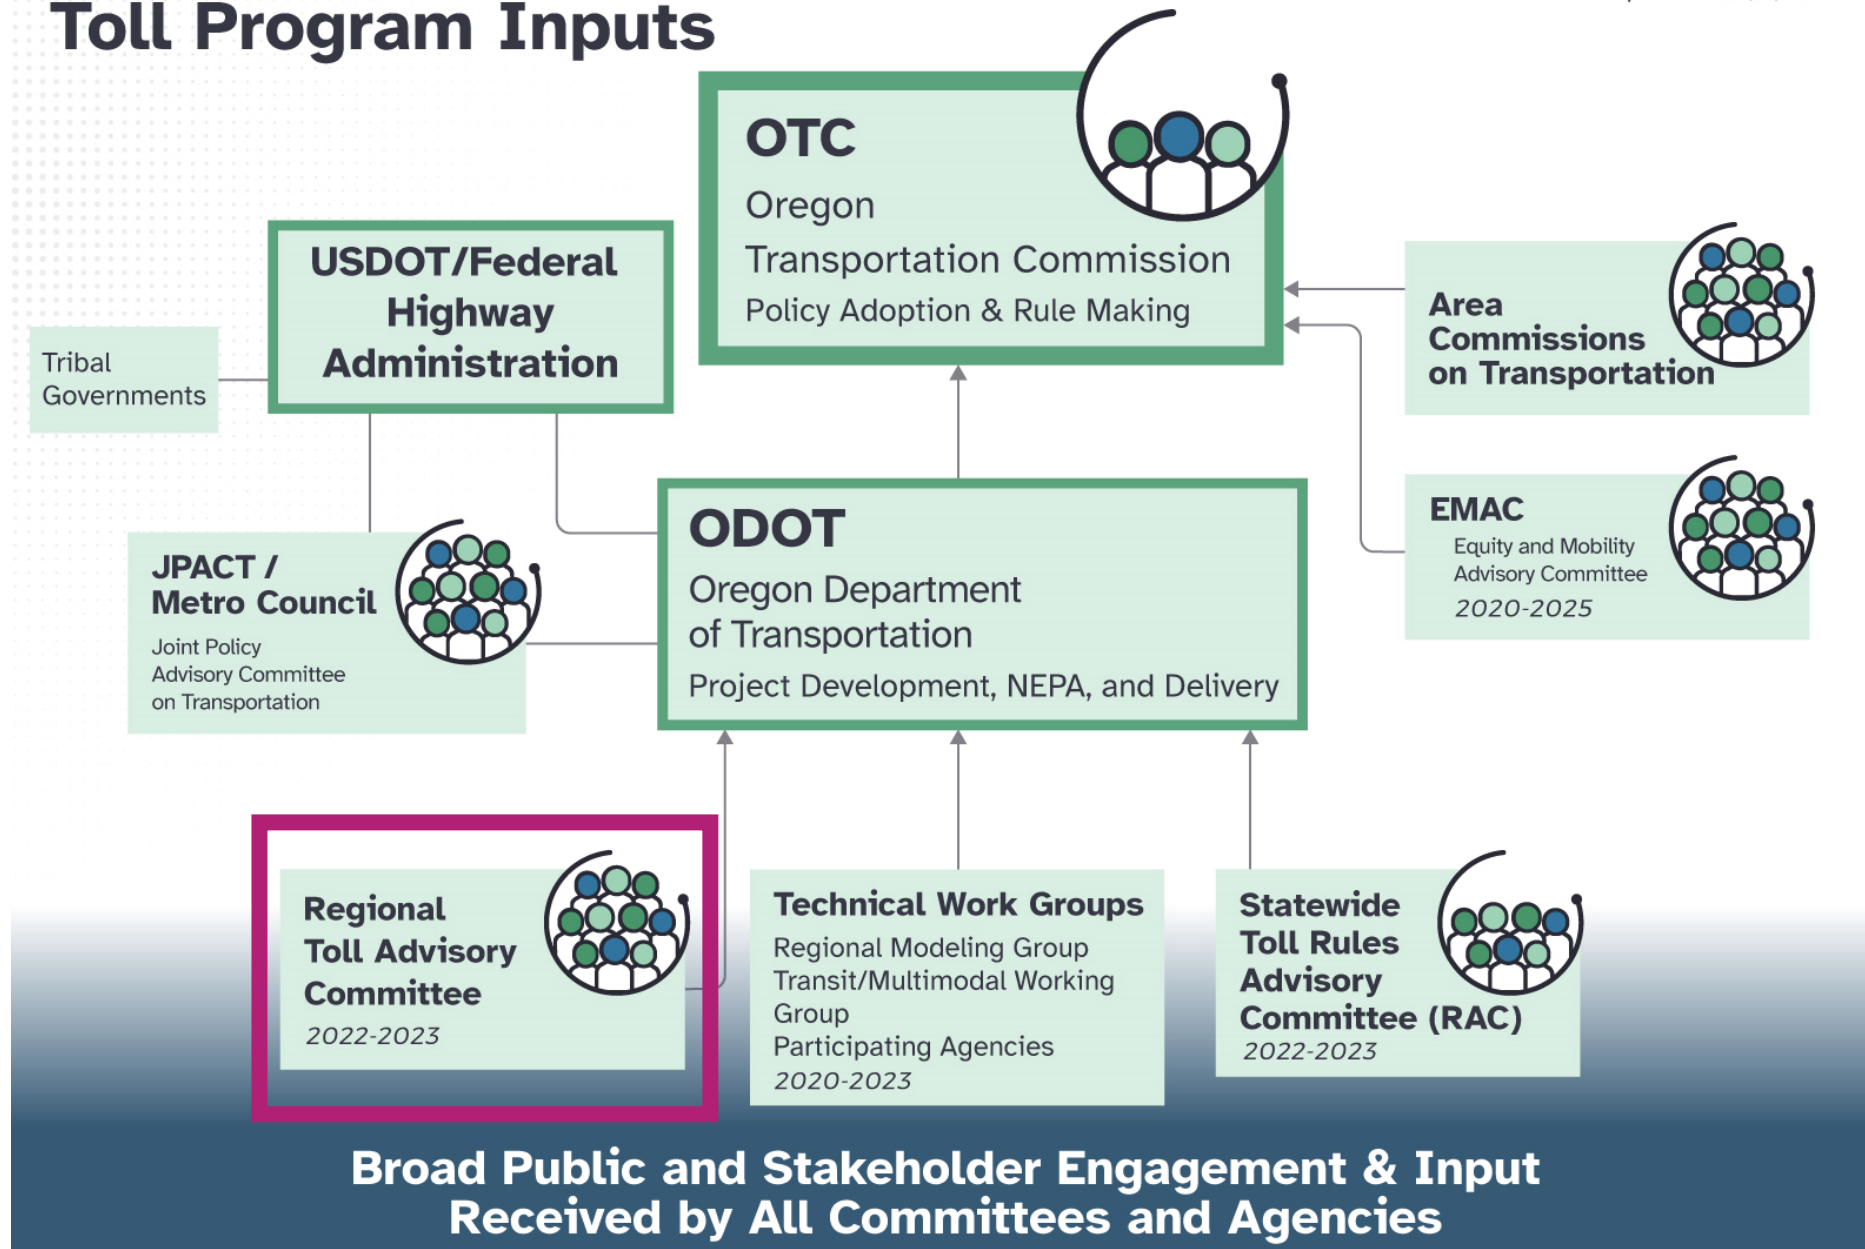 Toll Program Inputs
OTC
Oregon
Transportation Commission
Policy Adoption & Rule Making
USDOT/Federal
Highway
Administration
Tribal
Governments
Area
Commissions
on Transportation
EMAC
Equity and Mobility
Advisory Committee
2020-2025
JPACT /
Metro Council
Joint Policy
Advisory Committee
on Transportation
ODOT
Oregon Department
of Transportation
Project Development, NEPA, and Delivery
Regional
Toll Advisory
Committee
2022-2023
Technical Work Groups
Regional Modeling Group
Transit/Multimodal Working
Group
Participating Agencies
2020-2023
Statewide
Toll Rules
Advisory
Committee (RAC)
2022-2023
Broad Public and Stakeholder Engagement & Input
Received by All Committees and Agencies